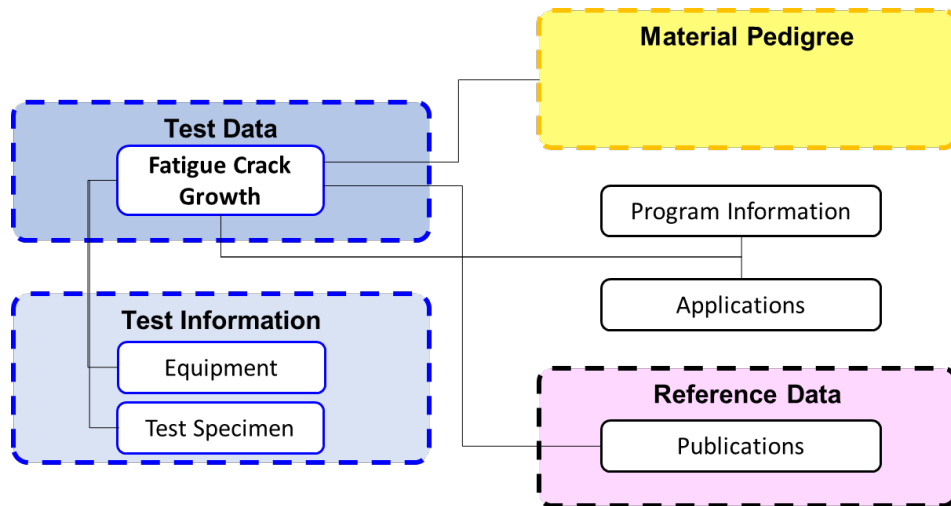 Material Pedigree
Test Data
Fatigue Crack
Growth
Program Information
Applications
Test Information
Equipment
Test Specimen
Reference Data
Publications